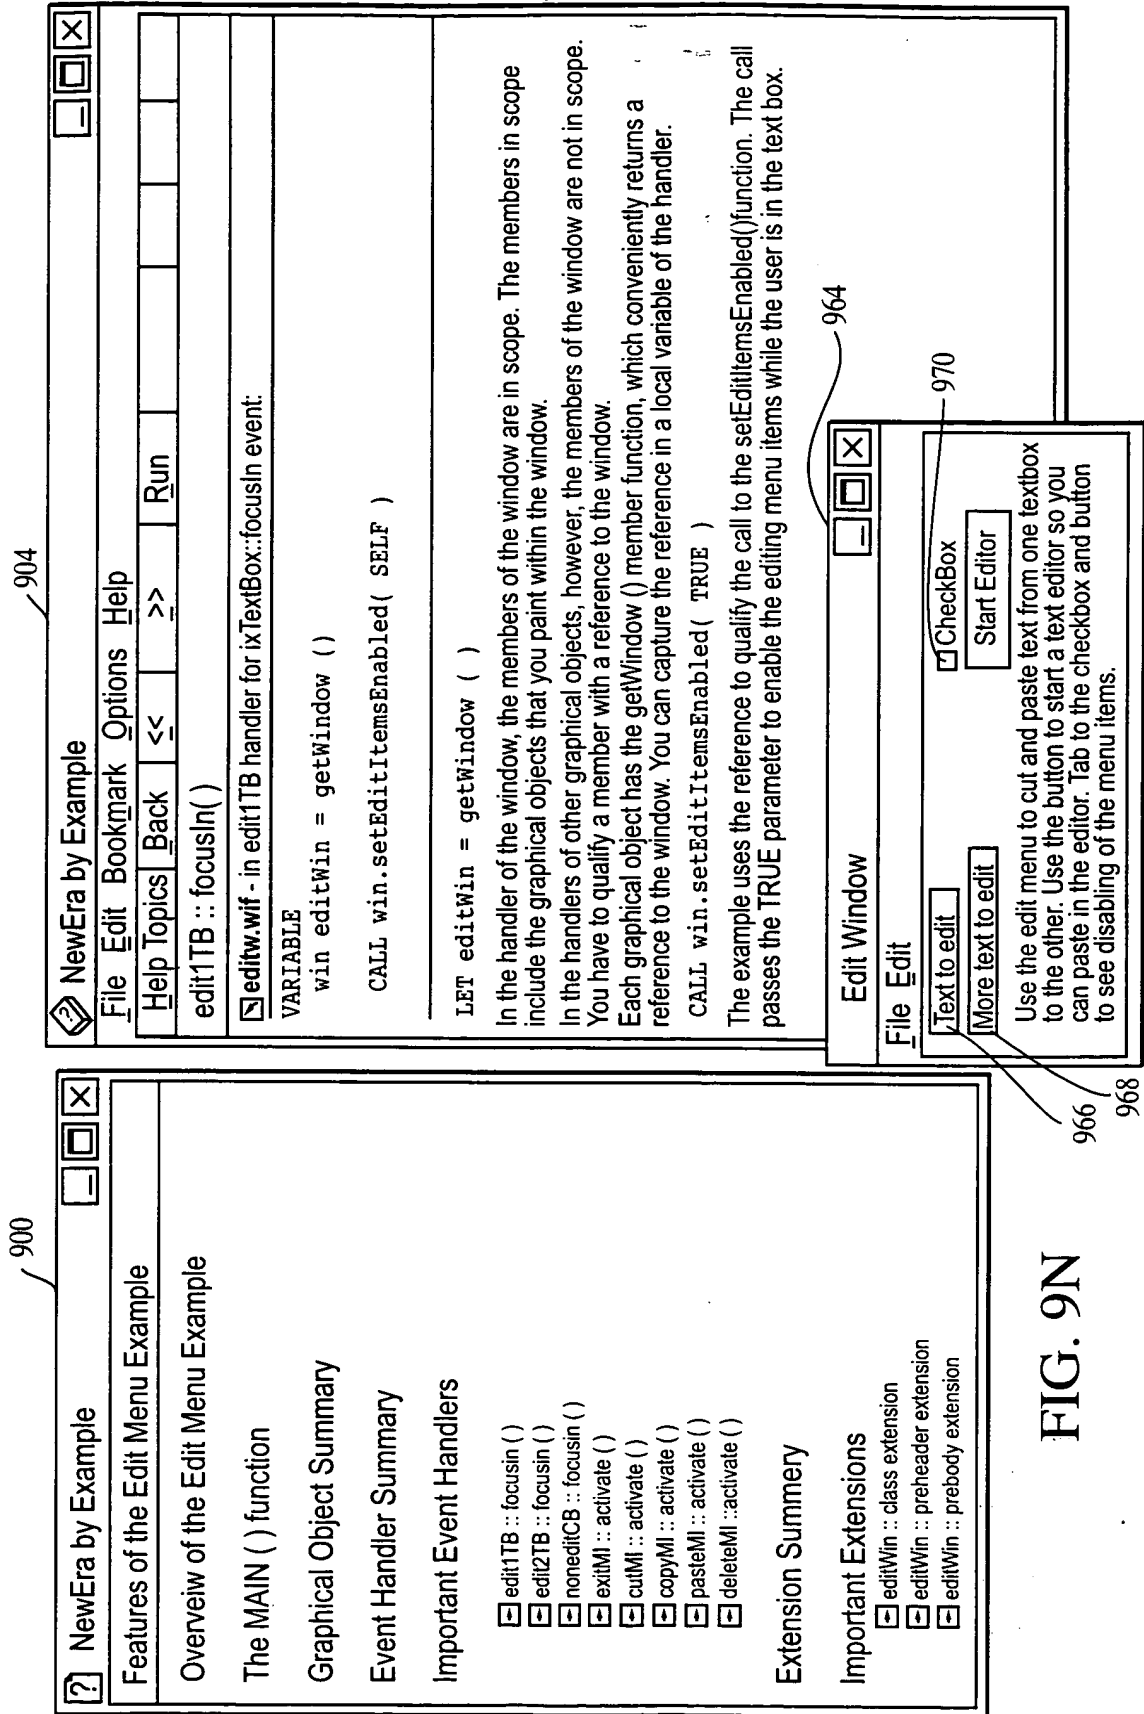 900
NewEra by Example
Features of the Edit Menu Example
Overveiw of the Edit Menu Example
The MAIN ( ) function
Graphical Object Summary
Event Handler Summary
Important Event Handlers
edit1TB :: focusin ( )
edit2TB :: focusin ( )
noneditCB :: focusin ( )
exitMI :: activate ( )
cutMI :: activate ( )
copyMI :: activate ( )
pasteMI :: activate ( )
deleteMI ::activate ( )
Extension Summery
Important Extensions
editWin :: class extension
editWin :: preheader extension
editWin :: prebody extension
904
NewEra by Example
File Edit Bookmark Options Help
Help Topics Back << >> Run
edit1TB :: focusIn( )
editw.wif - in edit1TB handler for ixTextBox::focusIn event:
VARIABLE
win editWin = getWindow ()
CALL win.setEditItemsEnabled( SELF )
LET editWin = getWindow ( )
In the handler of the window, the members of the window are in scope. The members in scope
include the graphical objects that you paint within the window.
In the handlers of other graphical objects, however, the members of the window are not in scope.
You have to qualify a member with a reference to the window.
Each graphical object has the getWindow () member function, which conveniently returns a
reference to the window. You can capture the reference in a local variable of the handler.
CALL win.setEditItemsEnabled( TRUE )
The example uses the reference to qualify the call to the setEditItemsEnabled()function. The call
passes the TRUE parameter to enable the editing menu items while the user is in the text box.
964
Edit Window
File Edit
970
Text to edit
CheckBox
More text to edit
Start Editor
Use the edit menu to cut and paste text from one textbox
to the other. Use the button to start a text editor so you
can paste in the editor. Tab to the checkbox and button
to see disabling of the menu items.
966
968
FIG. 9N